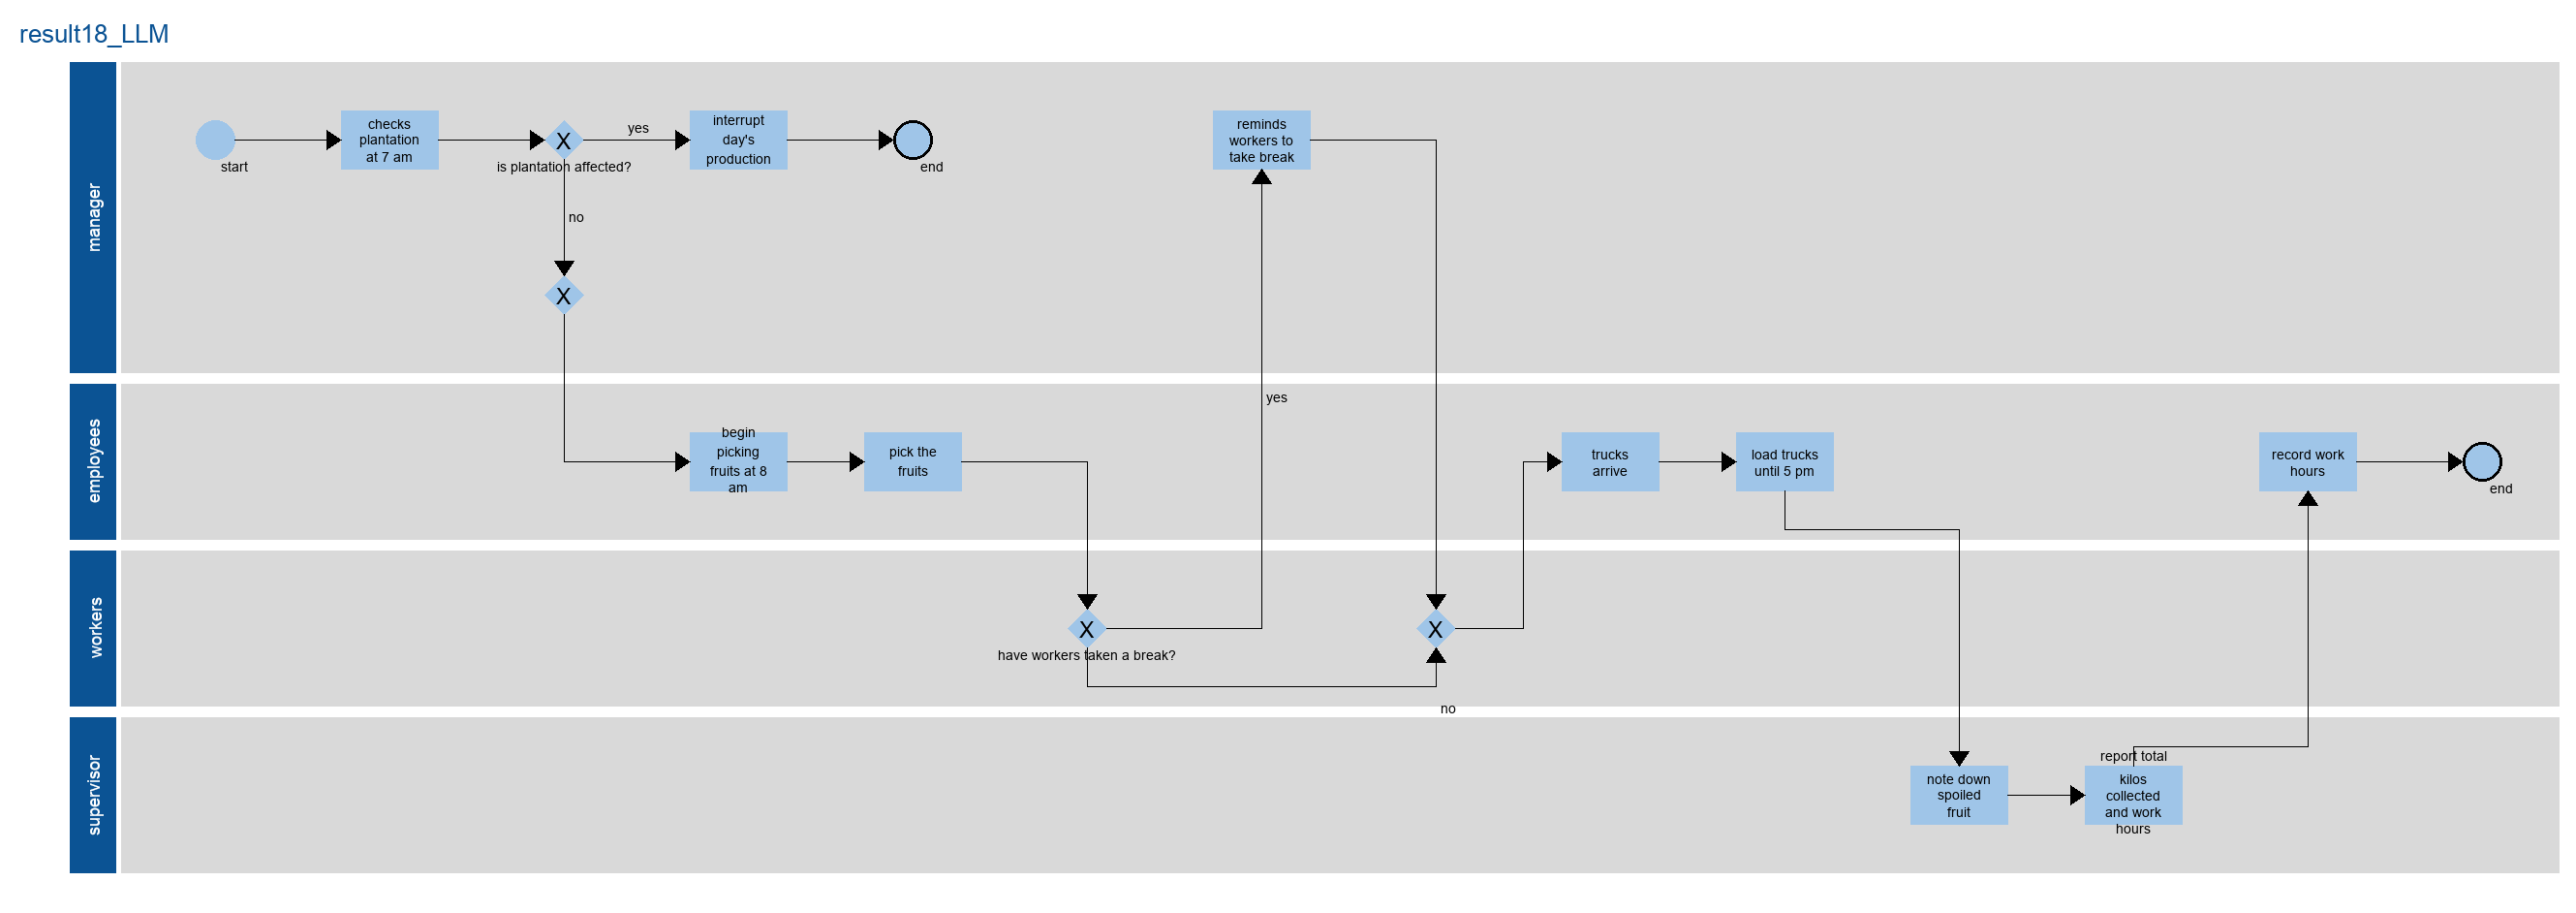 result18_LLM
manager
start
checks
plantation
at 7 am
X
is plantation affected?
yes
interrupt
day's
production
end
reminds
workers to
take break
no
X
employees
begin
picking
fruits at 8
am
pick the
fruits
yes
trucks
arrive
load trucks
until 5 pm
record work
hours
end
workers
X
have workers taken a break?
X
no
supervisor
note down
spoiled
fruit
report total
kilos
collected
and work
hours